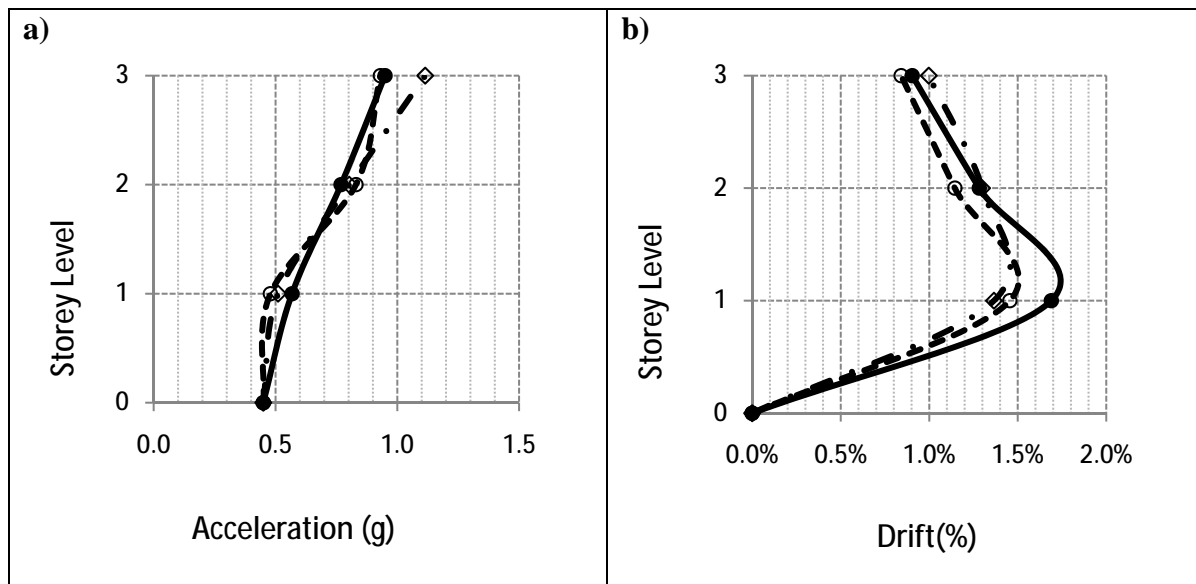 a)
3
2
1
0
Storey Level
0.0 0.5 1.0 1.5
Acceleration (g)
b)
3
2
1
0
Storey Level
0.0% 0.5% 1.0% 1.5% 2.0%
Drift(%)